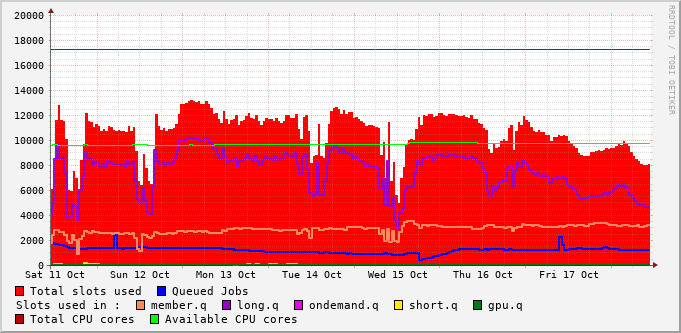 RRDTOOL / TOBI OETIKER
20000
18000
16000
14000
12000
10000
8000
6000
4000
2000
0
Sat 11 Oct Sun 12 Oct Mon 13 Oct Tue 14 Oct Wed 15 Oct Thu 16 Oct Fri 17 Oct
Total slots used Queued Jobs
Slots used in : member.q long.q ondemand.q short.q gpu.q
Total CPU cores Available CPU cores